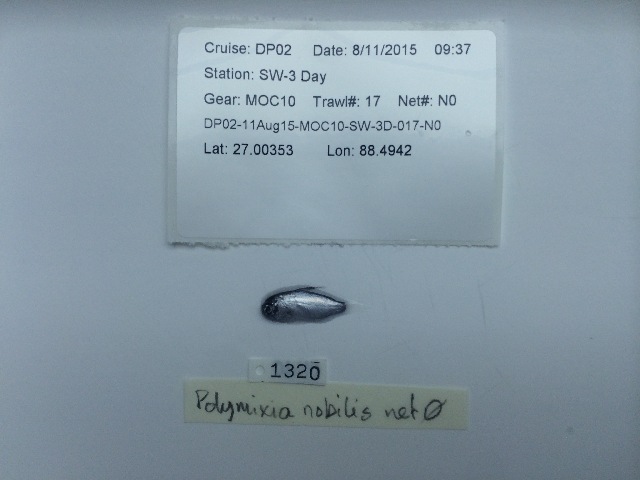 Cruise: DP02 Date: 8/11/2015 09:37
Station: SW-3 Day
Gear: MOC10 Trawl#: 17 Net#: N0
DP02-11Aug15-MOC10-SW-3D-017-N0
Lat: 27.00353 Lon: 88.4942
1320
Polymixia nobilis net 0